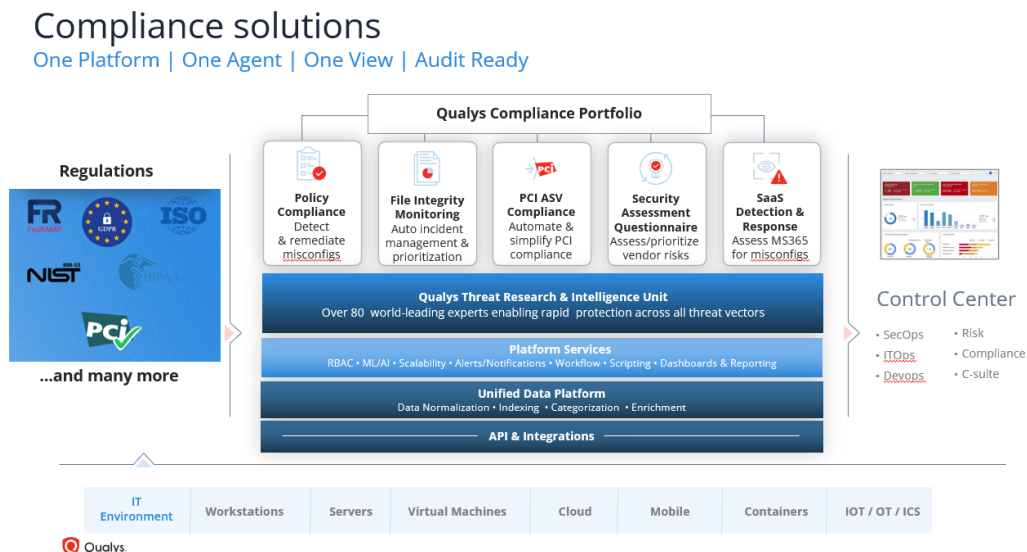 Compliance solutions
One Platform | One Agent | One View | Audit Ready
Qualys Compliance Portfolio
Regulations
FR
FedRAMP
GDPR
ISO
800-53
NIST
HIPAA
PCi
...and many more
Policy
Compliance
Detect
& remediate
misconfigs
File Integrity
Monitoring
Auto incident
management &
prioritization
PCi
PCI ASV
Compliance
Automate &
simplify PCI
compliance
Security
Assessment
Questionnaire
Assess/prioritize
vendor risks
SaaS
Detection &
Response
Assess MS365
for misconfigs
Qualys Threat Research & Intelligence Unit
Over 80 world-leading experts enabling rapid protection across all threat vectors
Platform Services
RBAC • ML/AI • Scalability • Alerts/Notifications • Workflow • Scripting • Dashboards & Reporting
Unified Data Platform
Data Normalization • Indexing • Categorization • Enrichment
API & Integrations
Control Center
• SecOps
• ITOps
• Devops
• Risk
• Compliance
• C-suite
IT
Environment
Workstations
Servers
Virtual Machines
Cloud
Mobile
Containers
IOT / OT / ICS
Qualys.